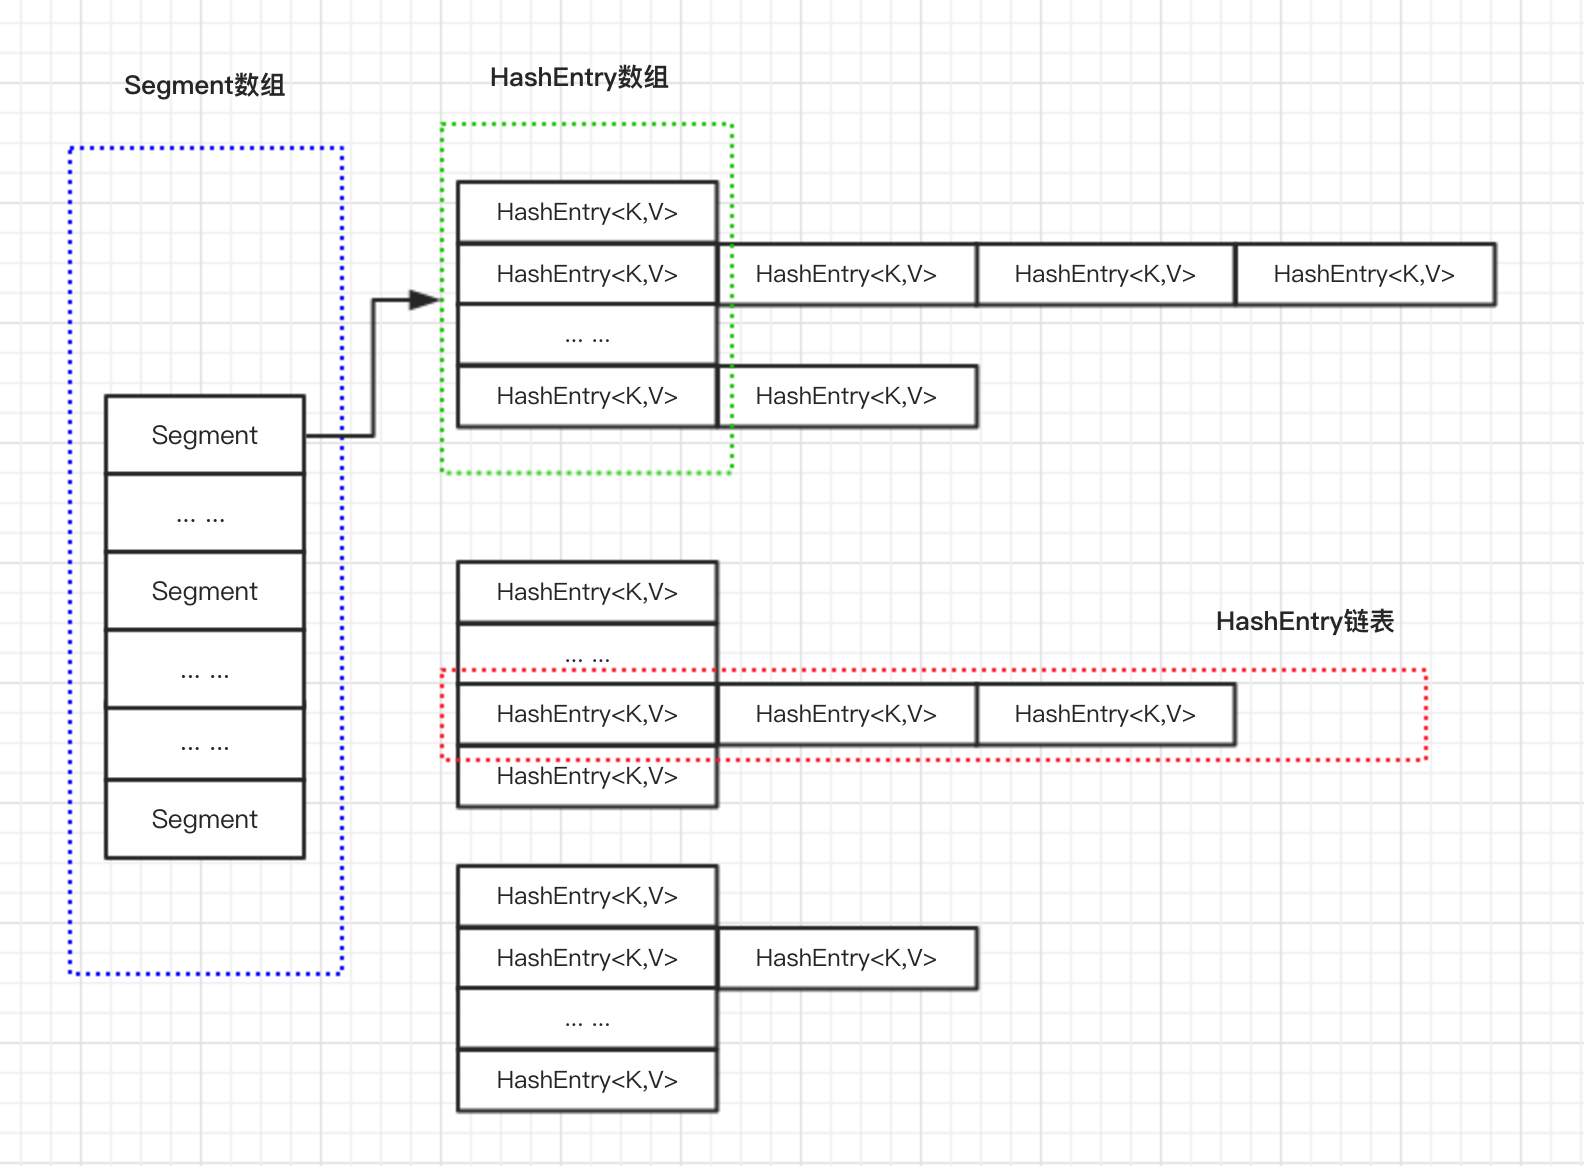 Segment数组
HashEntry数组
HashEntry<K,V>
HashEntry<K,V> HashEntry<K,V> HashEntry<K,V> HashEntry<K,V>
... ...
HashEntry<K,V> HashEntry<K,V>
Segment
... ...
Segment
... ...
... ...
Segment
HashEntry<K,V>
... ...
HashEntry链表
HashEntry<K,V> HashEntry<K,V> HashEntry<K,V>
HashEntry<K,V>
HashEntry<K,V>
HashEntry<K,V> HashEntry<K,V>
... ...
HashEntry<K,V>